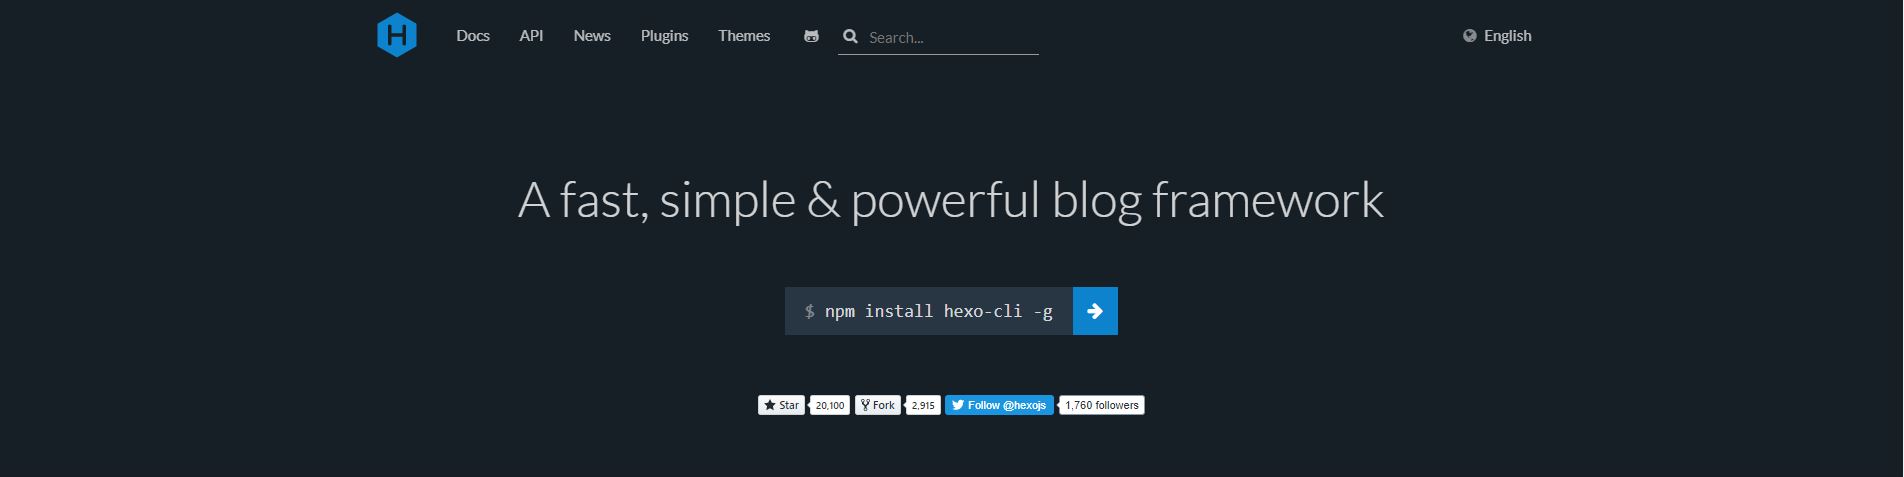 H Docs API News Plugins Themes Search... English
A fast, simple & powerful blog framework
$ npm install hexo-cli -g
Star 20,100 Fork 2,915 Follow @hexojs 1,760 followers